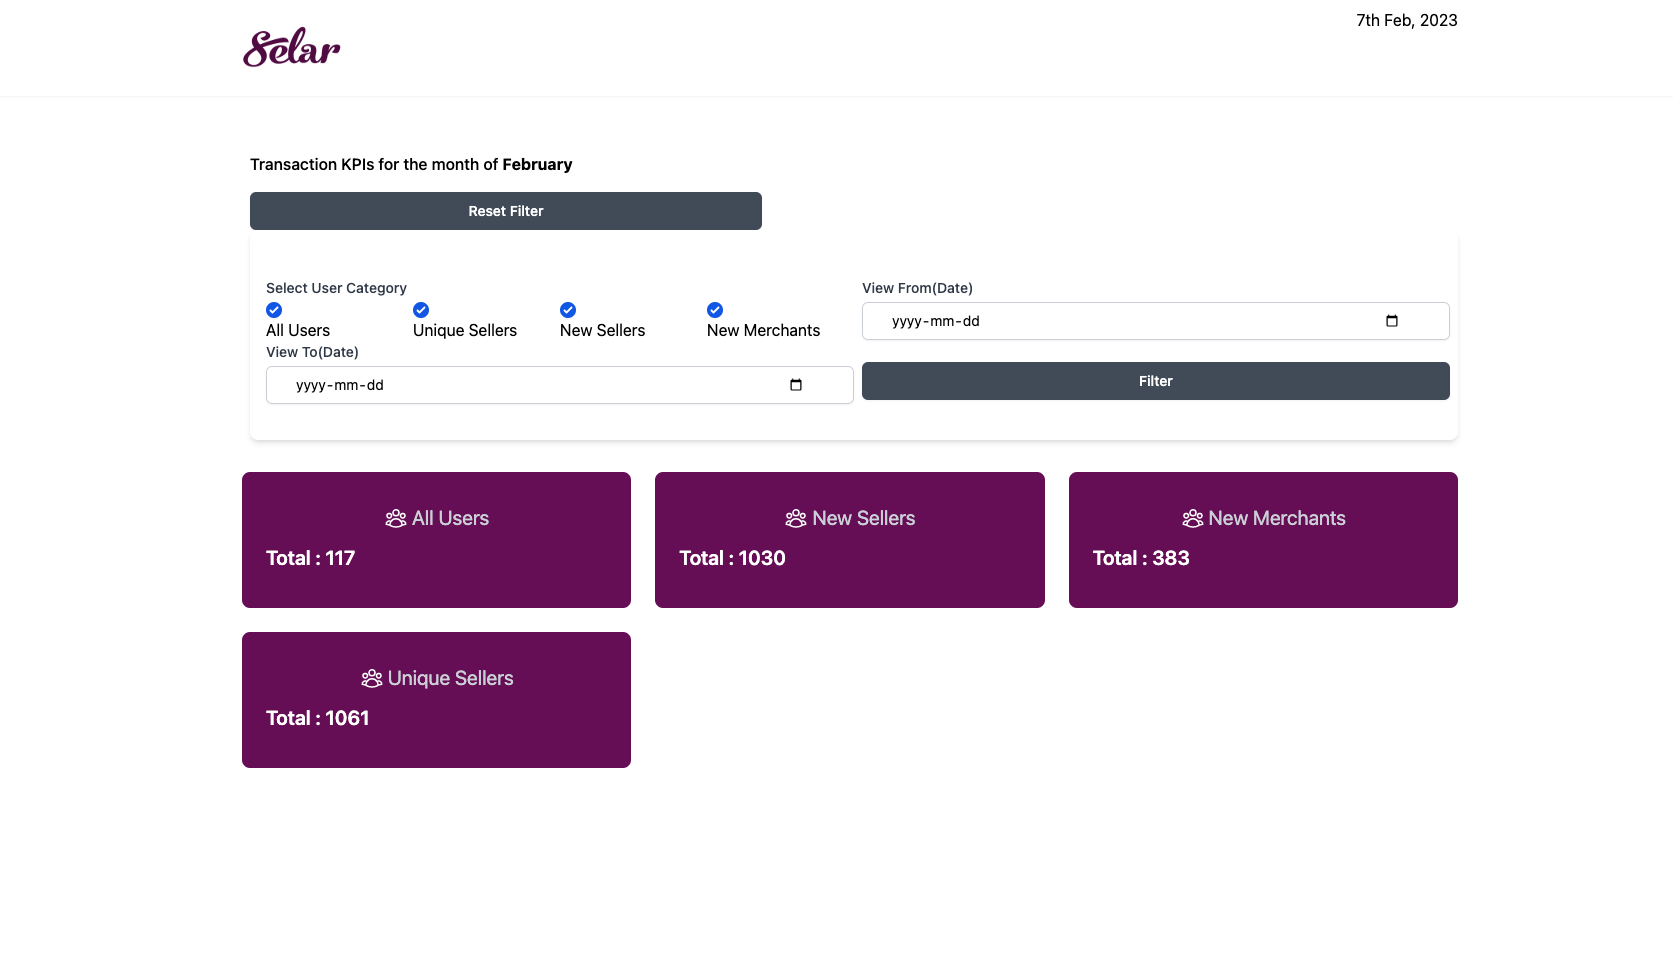 Selar
7th Feb, 2023
Transaction KPIs for the month of February
Reset Filter
Select User Category
All Users
Unique Sellers
New Sellers
New Merchants
View From(Date)
yyyy-mm-dd
View To(Date)
yyyy-mm-dd
Filter
All Users
Total : 117
New Sellers
Total : 1030
New Merchants
Total : 383
Unique Sellers
Total : 1061